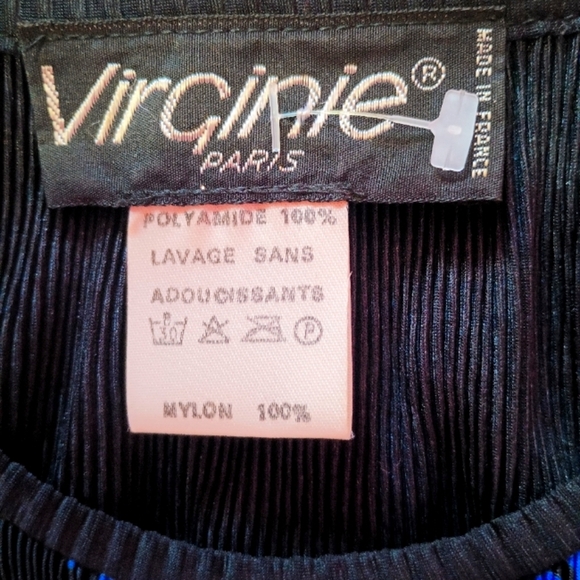 Virginie®
PARIS
MADE IN FRANCE
POLYAMIDE 100%
LAVAGE SANS
ADOUCISSANTS
30 P
NYLON 100%